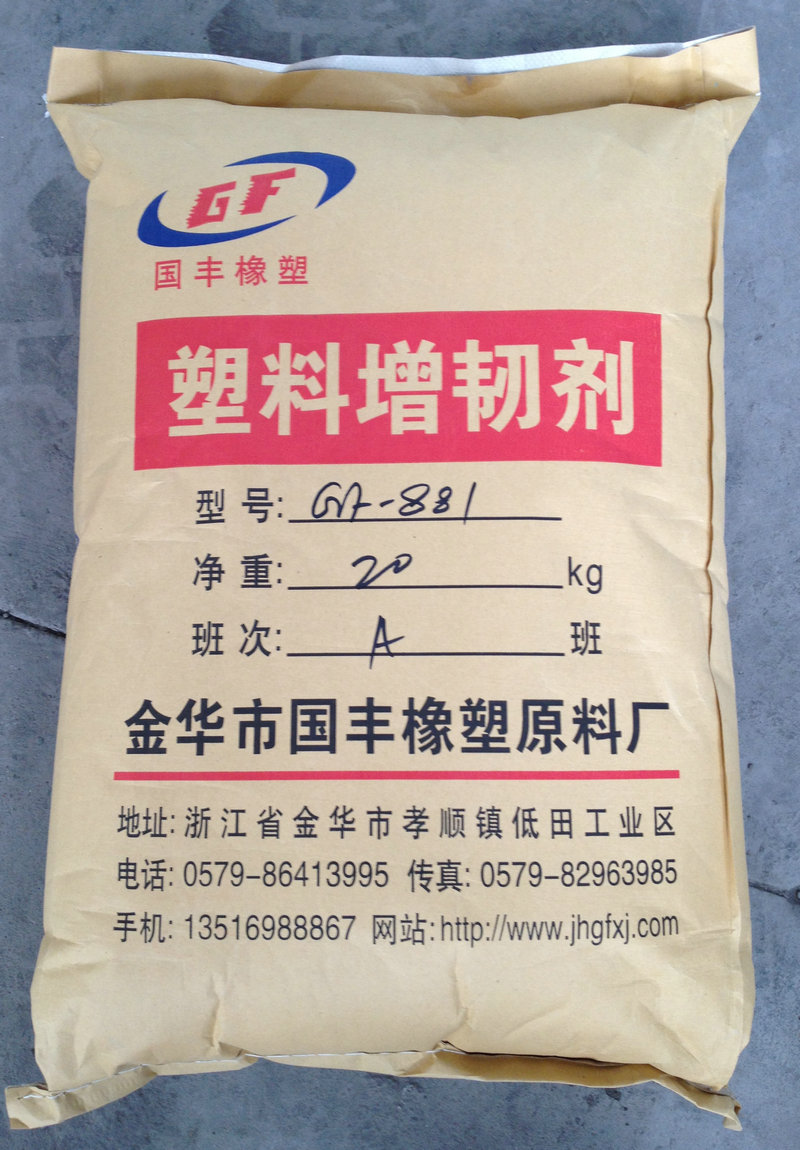 GF
国丰橡塑
塑料增韧剂
型号: GA-881
净重: 20 kg
班次: A 班
金华市国丰橡塑原料厂
地址: 浙江省金华市孝顺镇低田工业区
电话: 0579-86413995 传真: 0579-82963985
手机: 13516988867 网站: http://www.jhgfxj.com